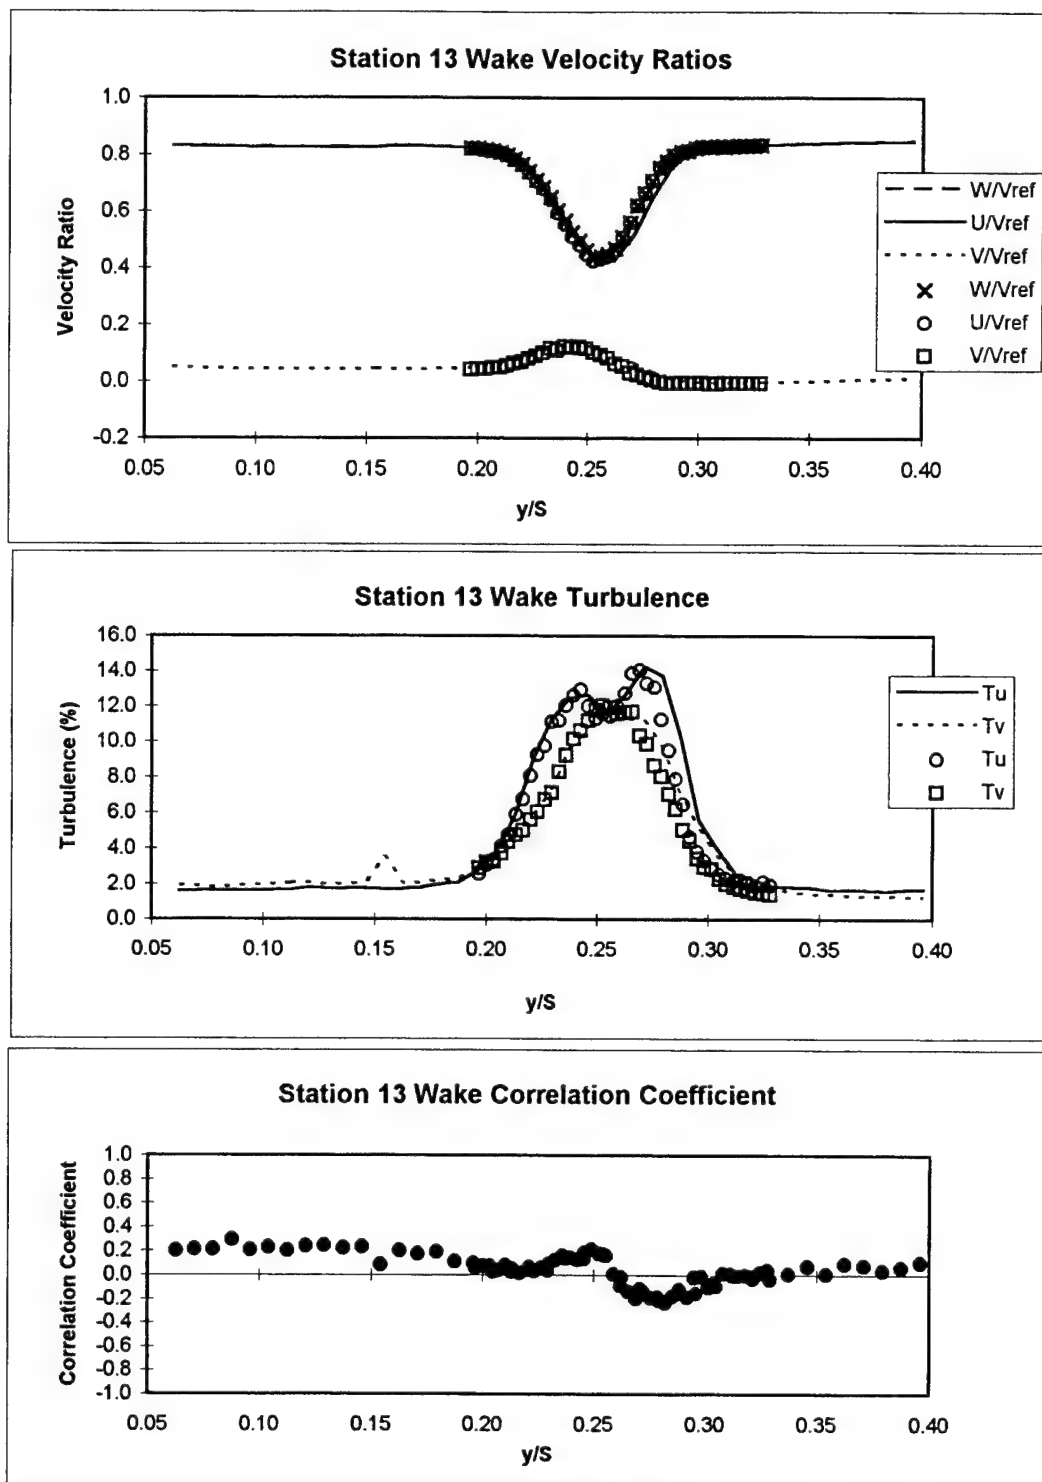 Station 13 Wake Velocity Ratios
1.0
0.8
0.6
0.4
0.2
0.0
-0.2
Velocity Ratio
0.05 0.10 0.15 0.20 0.25 0.30 0.35 0.40
y/S
W/Vref
U/Vref
V/Vref
W/Vref
U/Vref
V/Vref
Station 13 Wake Turbulence
16.0
14.0
12.0
10.0
8.0
6.0
4.0
2.0
0.0
Turbulence (%)
0.05 0.10 0.15 0.20 0.25 0.30 0.35 0.40
y/S
Tu
Tv
Tu
Tv
Station 13 Wake Correlation Coefficient
1.0
0.8
0.6
0.4
0.2
0.0
-0.2
-0.4
-0.6
-0.8
-1.0
Correlation Coefficient
0.05 0.10 0.15 0.20 0.25 0.30 0.35 0.40
y/S